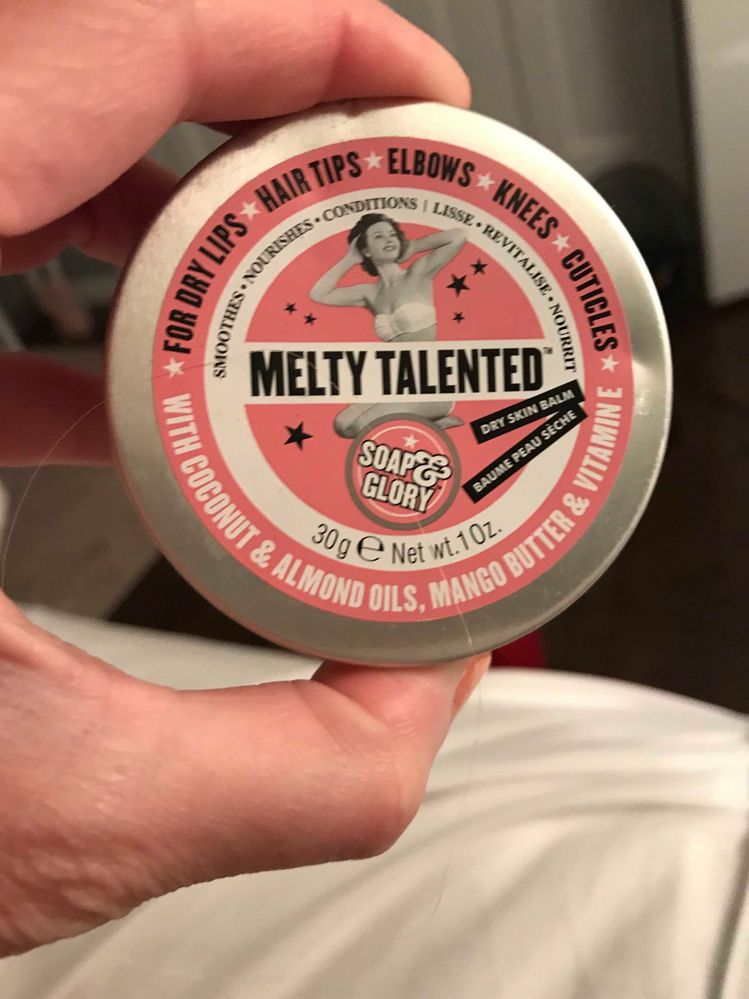 FOR DRY LIPS ★ HAIR TIPS ★ ELBOWS ★ KNEES ★ CUTICLES
SMOOTHES • NOURISHES • CONDITIONS | LISSE • REVITALISE • NOURRIT
MELTY TALENTED™
DRY SKIN BALM
BAUME PEAU SÈCHE
SOAP &
GLORY
30g ℮ Net wt.1 Oz.
WITH COCONUT & ALMOND OILS, MANGO BUTTER & VITAMIN E